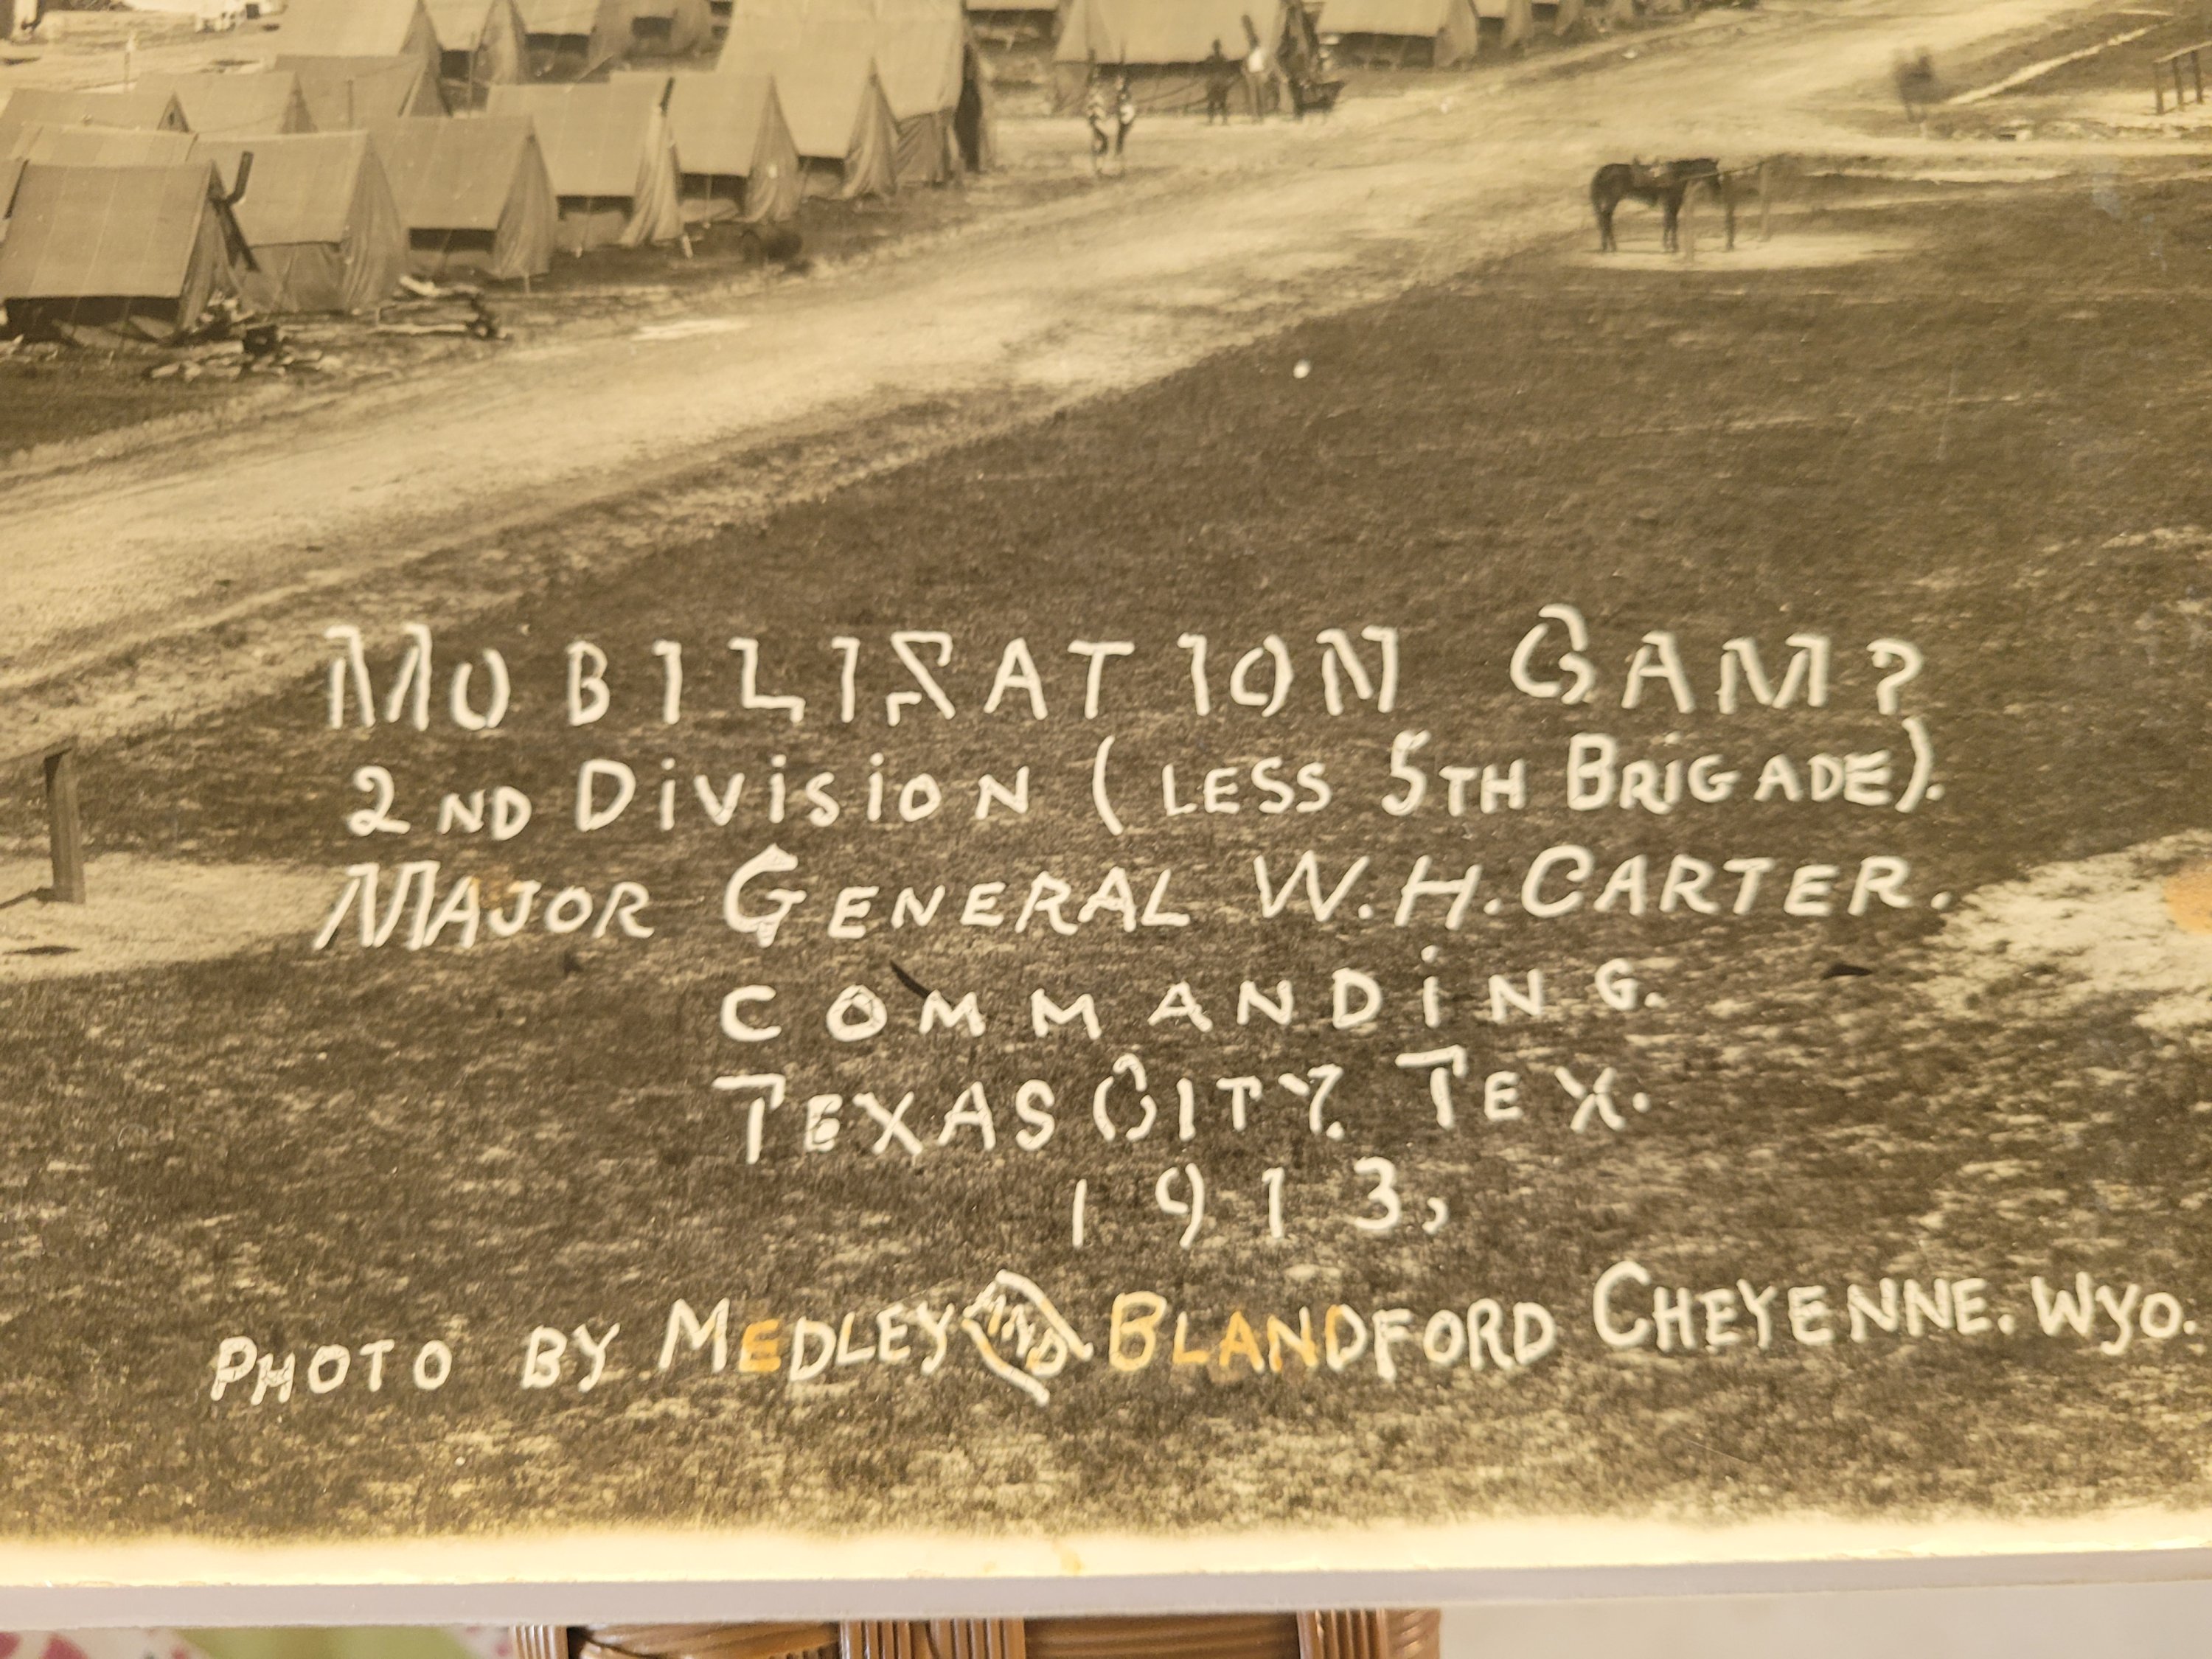 MOBILIZATION CAMP
2ND DIVISION (LESS 5TH BRIGADE).
MAJOR GENERAL W.H. CARTER.
COMMANDING.
TEXAS CITY. TEX.
1913,
PHOTO BY MEDLEY AND BLANDFORD CHEYENNE. WYO.